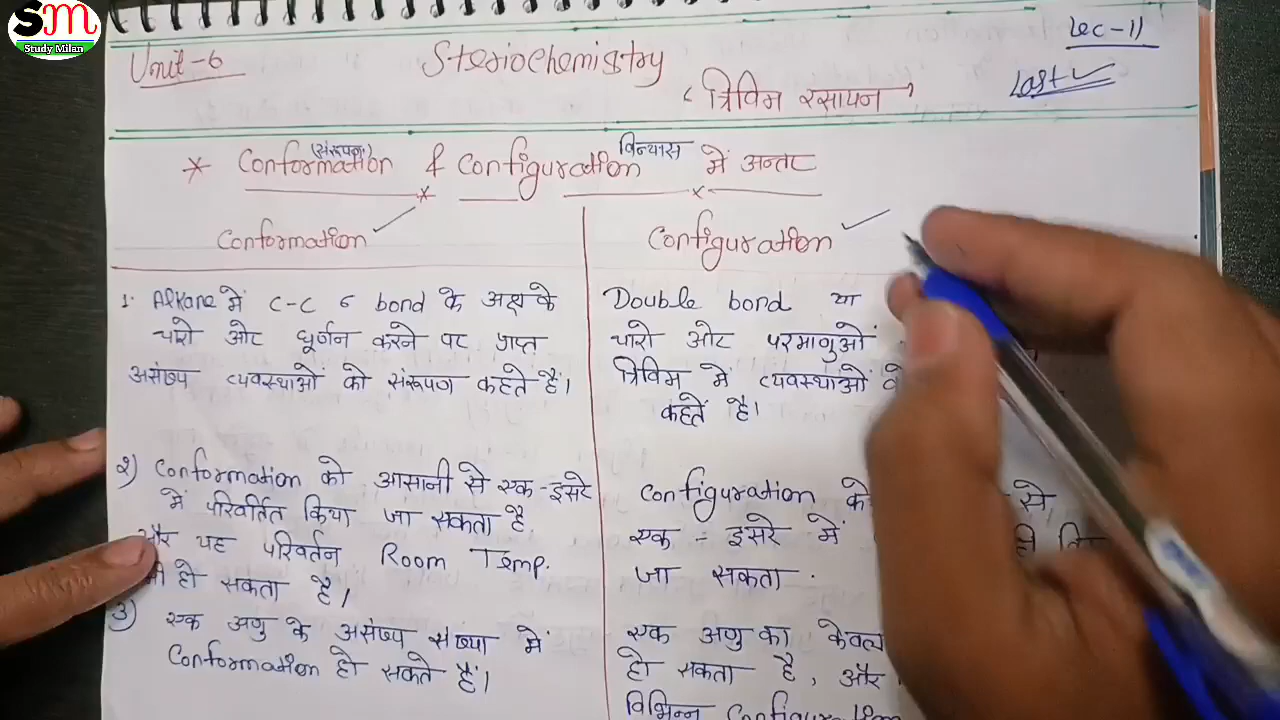 SM
Study Milan
Lec-11
Unit-6 Steriochemistry
Last
(त्रिविम रसायन)
(संरूपण) विन्यास
* Conformation & Configuration में अन्तर
Conformation
1. Alkane में C-C σ bond के अक्ष के
चारो ओर धूर्णन करने पर प्राप्त
असंख्य व्यवस्थाओं को संरूपण कहते हैं।
2) Conformation को आसानी से एक-दूसरे
में परिवर्तित किया जा सकता है.
और यह परिवर्तन Room Temp.
हो सकता है।
3) एक अणु के असंख्य संख्या में
Conformation हो सकते हैं।
Configuration
Double bond या
चारो ओर परमाणुओं
त्रिविम में व्यवस्थाओं
कहते है।
Configuration से
एक-दूसरे में
जा सकता.
एक अणु का केवल
हो सकता है, और
विभिन्न